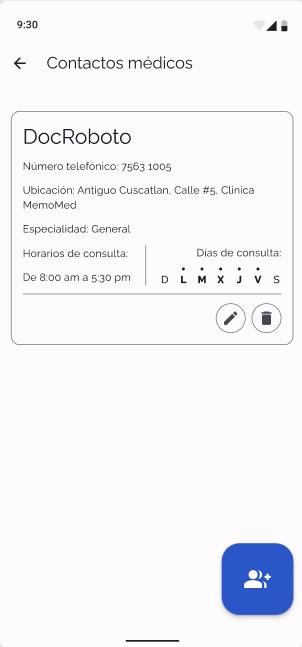 9:30
Contactos médicos
DocRoboto
Número telefónico: 7563 1005
Ubicación: Antiguo Cuscatlan, Calle #5, Clinica
MemoMed
Especialidad: General
Horarios de consulta:
De 8:00 am a 5:30 pm
Días de consulta:
D L M X J V S